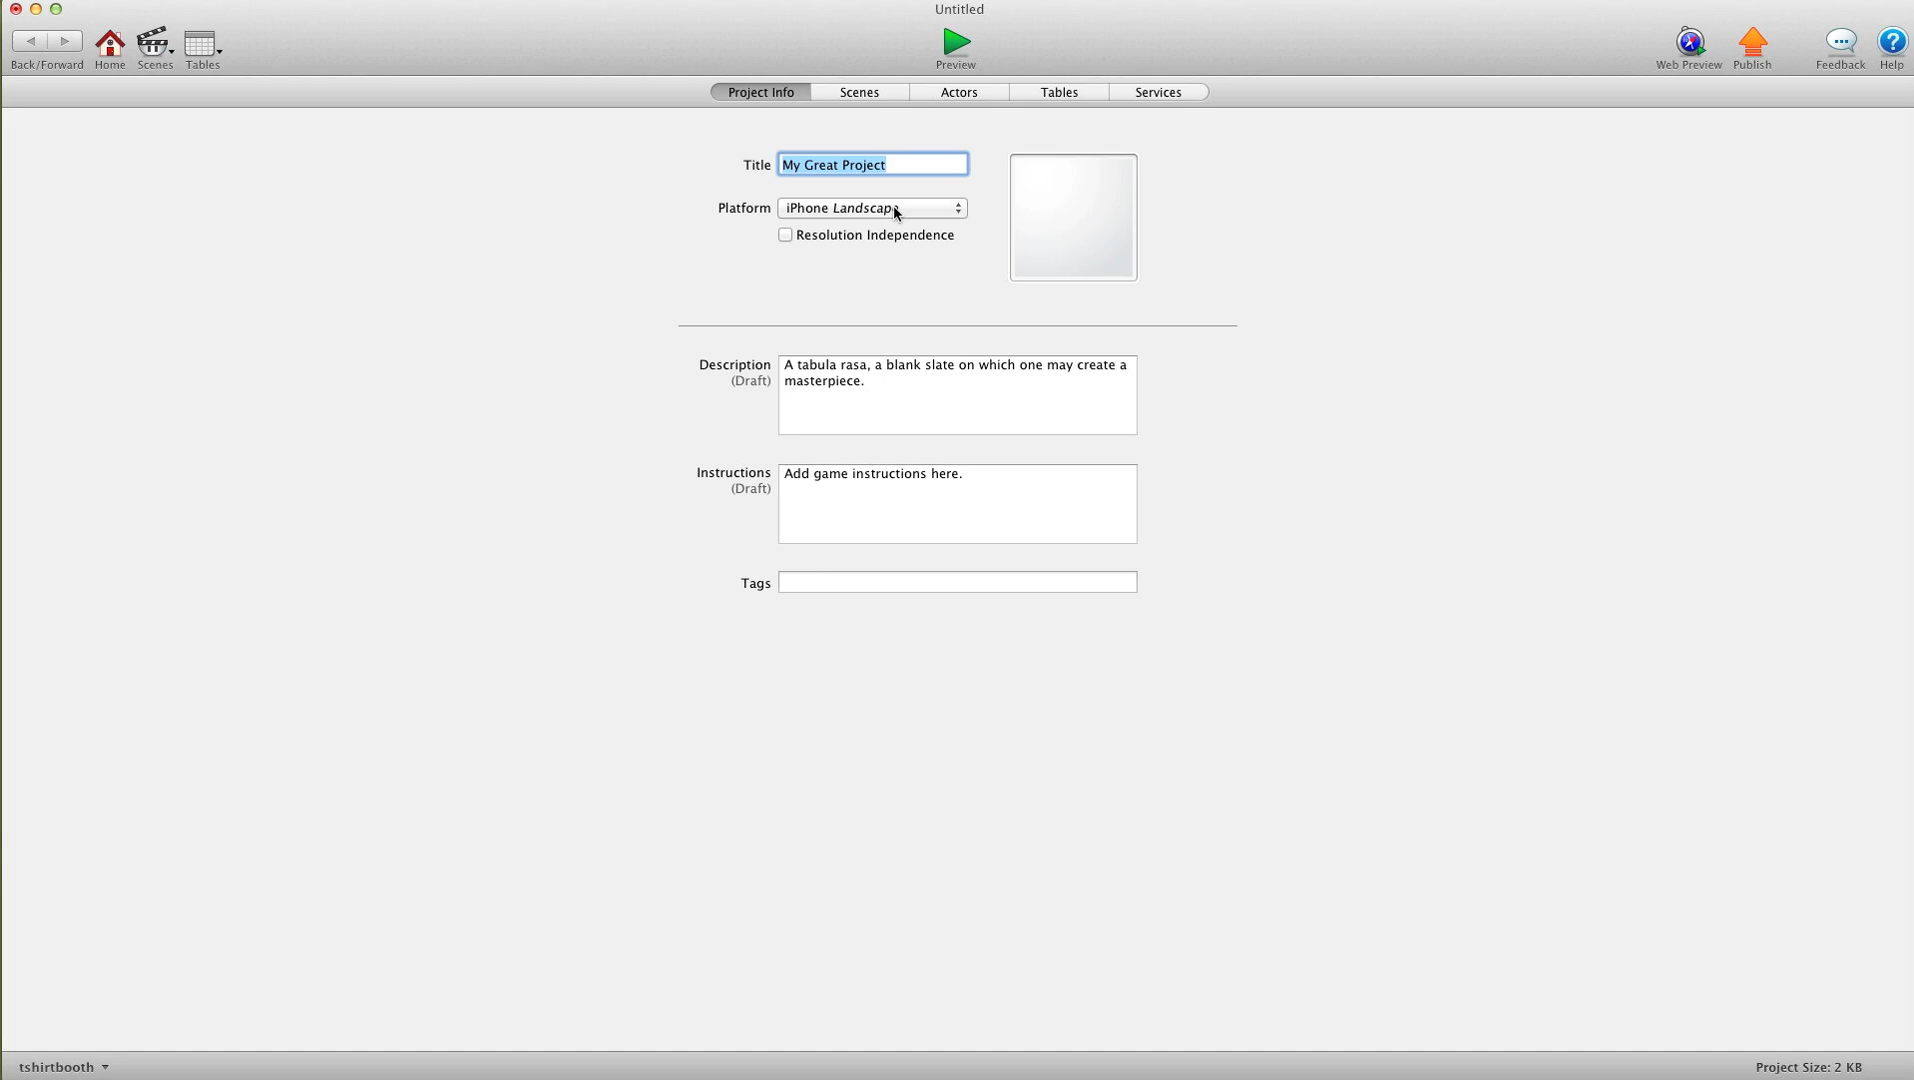 Untitled
Back/Forward
Home
Scenes
Tables
Preview
Web Preview
Publish
Feedback
Help
Project Info
Scenes
Actors
Tables
Services
Title
My Great Project
Platform
iPhone Landscape
Resolution Independence
Description
(Draft)
A tabula rasa, a blank slate on which one may create a
masterpiece.
Instructions
(Draft)
Add game instructions here.
Tags
tshirtbooth
Project Size: 2 KB